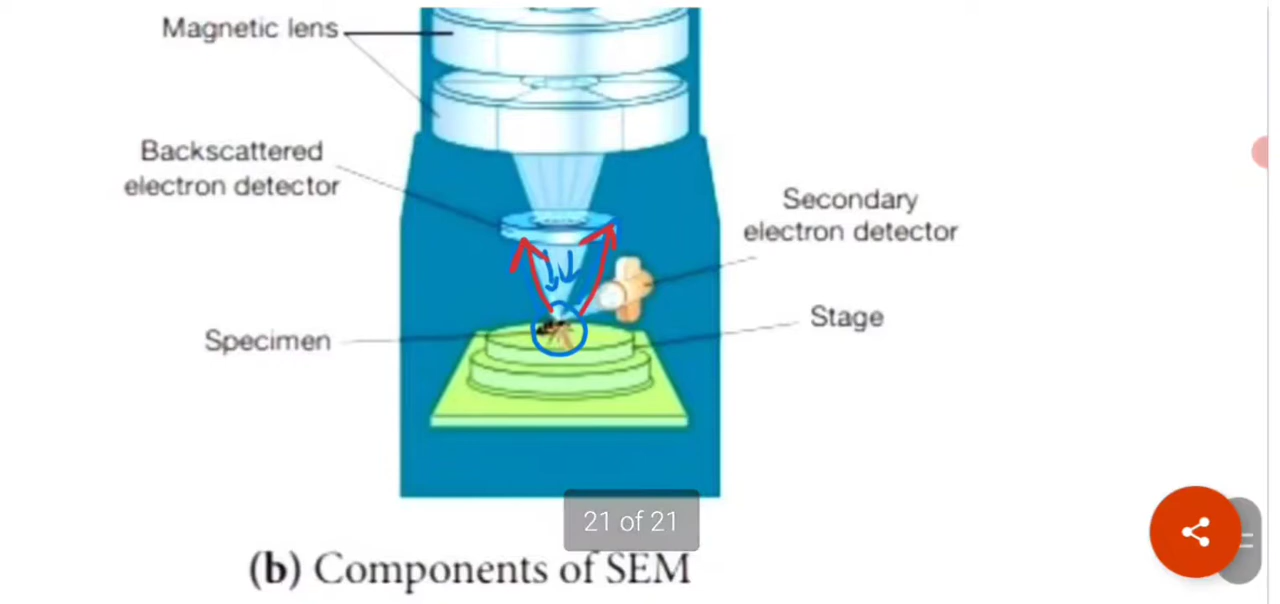 Magnetic lens
Backscattered
electron detector
Secondary
electron detector
Specimen
Stage
21 of 21
(b) Components of SEM